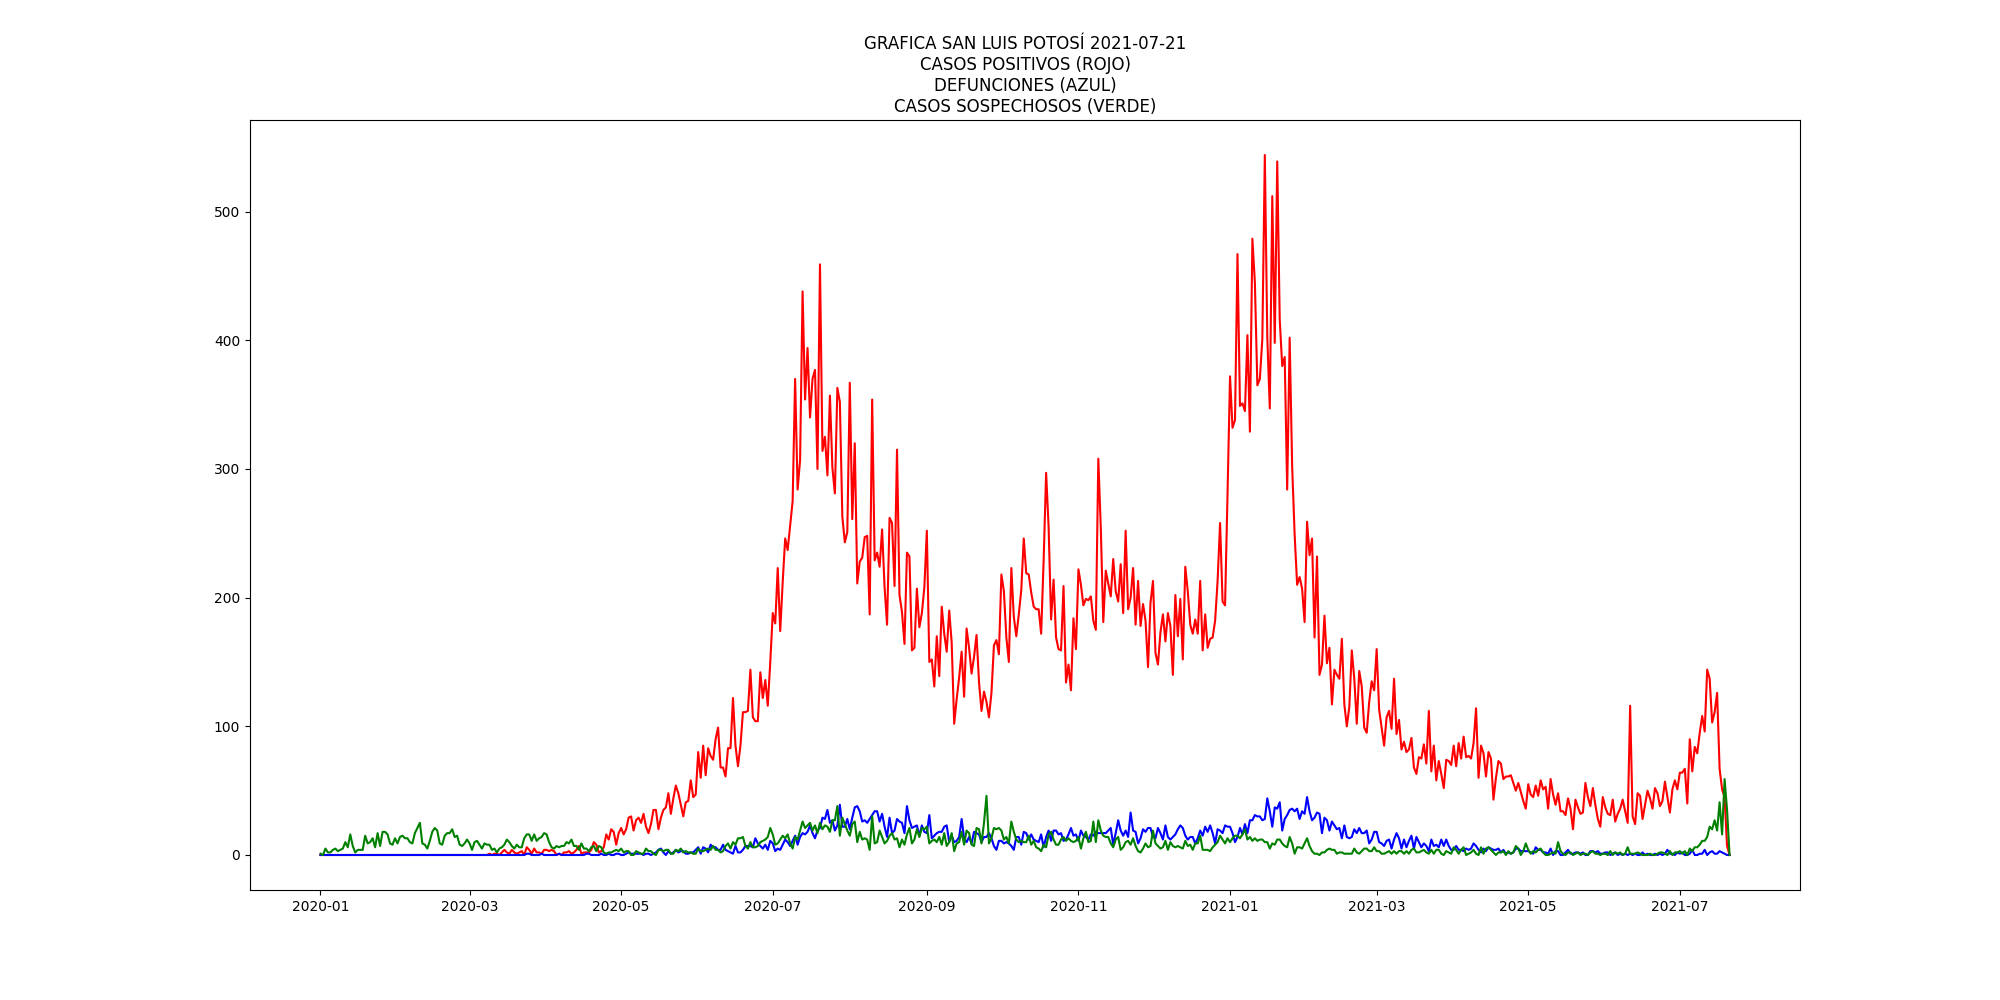 GRAFICA SAN LUIS POTOSÍ 2021-07-21
CASOS POSITIVOS (ROJO)
DEFUNCIONES (AZUL)
CASOS SOSPECHOSOS (VERDE)
500
400
300
200
100
0
2020-01 2020-03 2020-05 2020-07 2020-09 2020-11 2021-01 2021-03 2021-05 2021-07